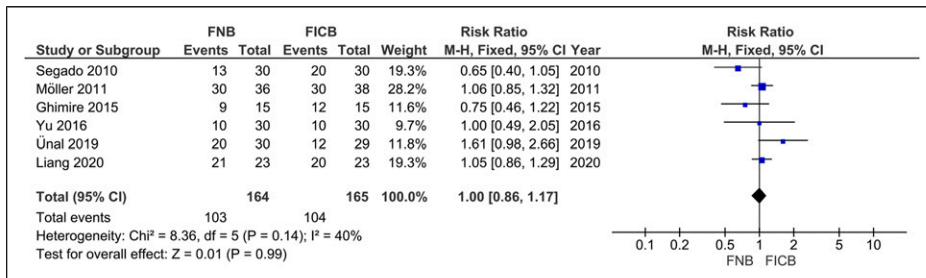 FNB FICB Risk Ratio Risk Ratio
Study or Subgroup Events Total Events Total Weight M-H, Fixed, 95% CI Year M-H, Fixed, 95% CI
Segado 2010 13 30 20 30 19.3% 0.65 [0.40, 1.05] 2010
Möller 2011 30 36 30 38 28.2% 1.06 [0.85, 1.32] 2011
Ghimire 2015 9 15 12 15 11.6% 0.75 [0.46, 1.22] 2015
Yu 2016 10 30 10 30 9.7% 1.00 [0.49, 2.05] 2016
Ünal 2019 20 30 12 29 11.8% 1.61 [0.98, 2.66] 2019
Liang 2020 21 23 20 23 19.3% 1.05 [0.86, 1.29] 2020
Total (95% CI) 164 165 100.0% 1.00 [0.86, 1.17]
Total events 103 104
Heterogeneity: Chi² = 8.36, df = 5 (P = 0.14); I² = 40%
Test for overall effect: Z = 0.01 (P = 0.99)
0.1 0.2 0.5 1 2 5 10
FNB FICB